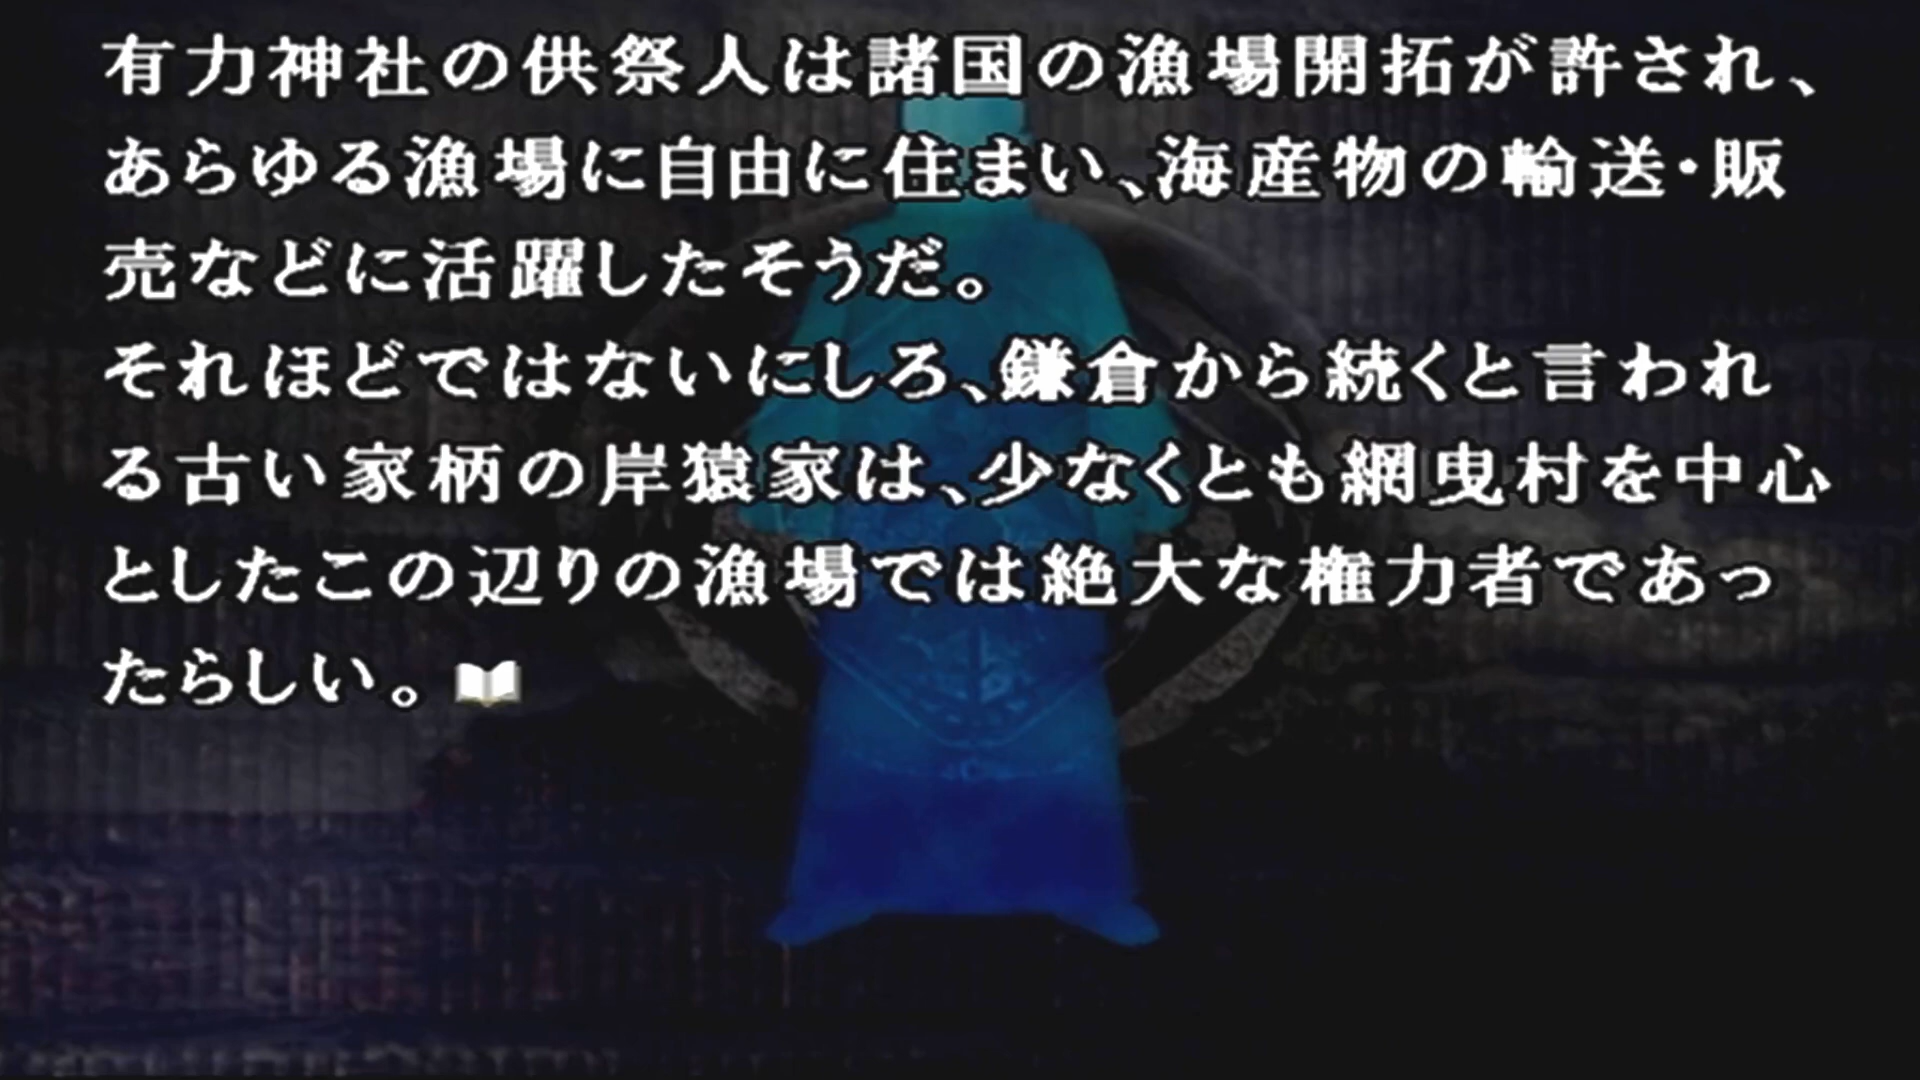 有力神社の供祭人は諸国の漁場開拓が許され、
あらゆる漁場に自由に住まい、海産物の輸送・販
売などに活躍したそうだ。
それほどではないにしろ、鎌倉から続くと言われ
る古い家柄の岸猿家は、少なくとも網曳村を中心
としたこの辺りの漁場では絶大な権力者であっ
たらしい。